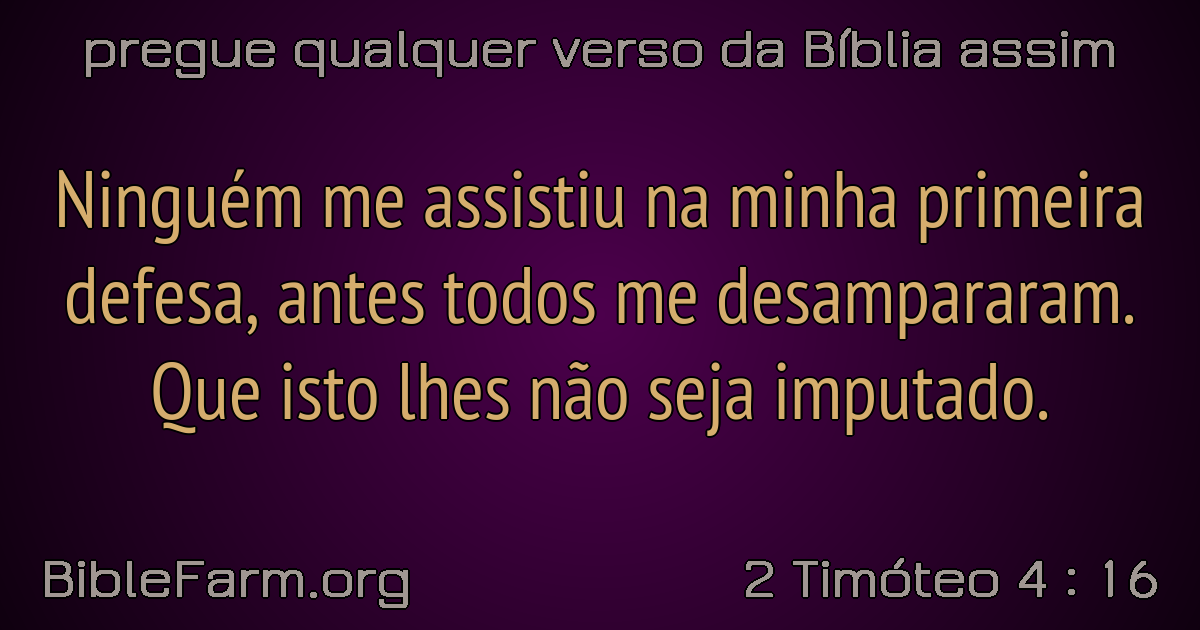 pregue qualquer verso da Bíblia assim
Ninguém me assistiu na minha primeira
defesa, antes todos me desampararam.
Que isto lhes não seja imputado.
BibleFarm.org
2 Timóteo 4 : 16